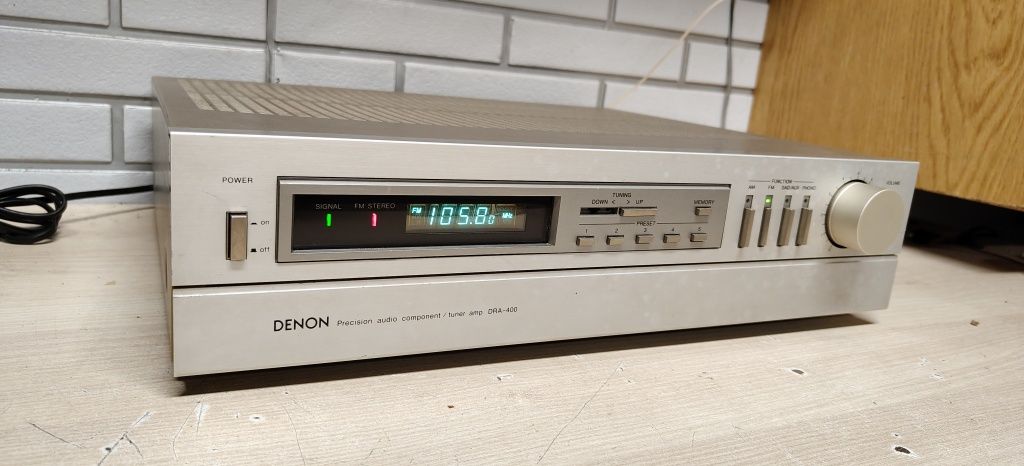 POWER
on
off
SIGNAL FM STEREO
FM 105.80 MHz
TUNING
DOWN < > UP
MEMORY
PRESET
1 2 3 4 5
FUNCTION
AM FM PHONO
VOLUME
DENON Precision audio component / tuner amp DRA-400